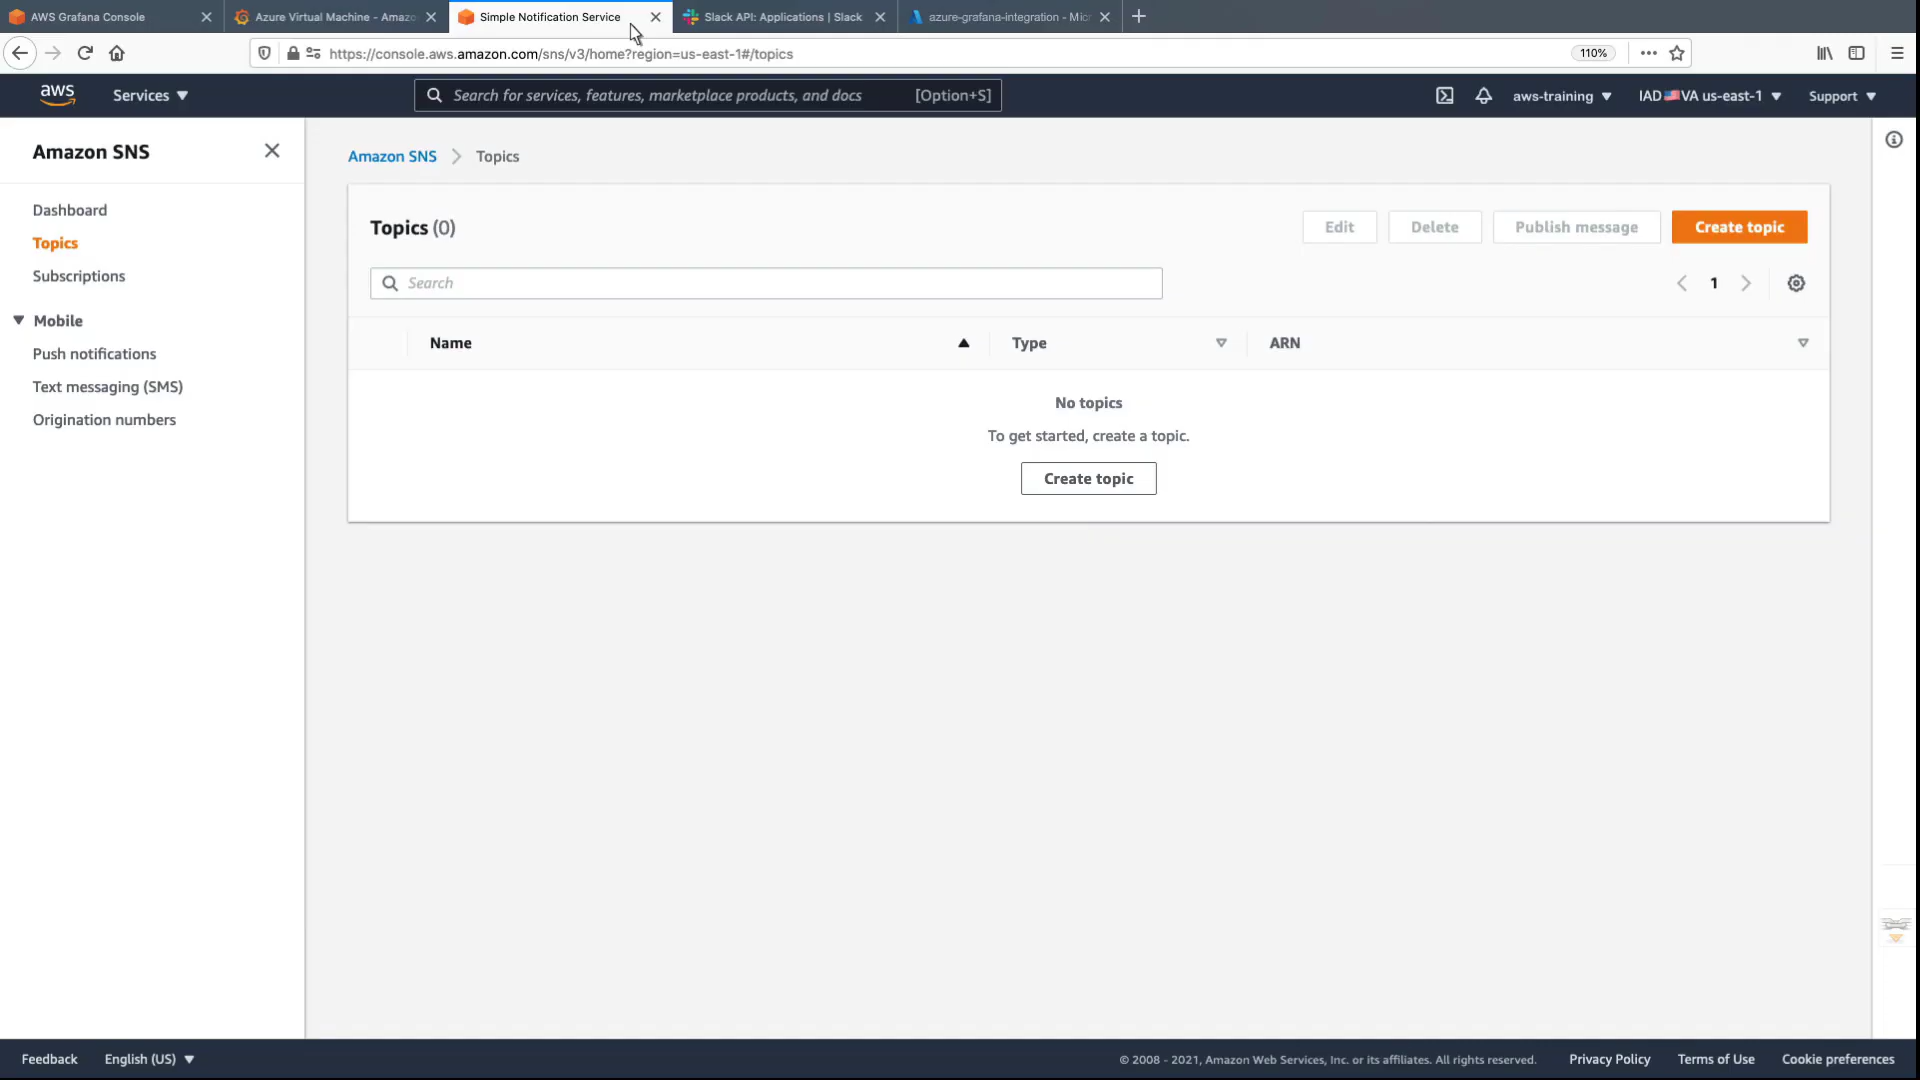 AWS Grafana Console
Azure Virtual Machine - Amazo
Simple Notification Service
Slack API: Applications | Slack
azure-grafana-integration - Micr
https://console.aws.amazon.com/sns/v3/home?region=us-east-1#/topics
110%
aws
Services
Search for services, features, marketplace products, and docs
[Option+S]
aws-training
IAD🇺🇸VA us-east-1
Support
Amazon SNS
Dashboard
Topics
Subscriptions
Mobile
Push notifications
Text messaging (SMS)
Origination numbers
Amazon SNS
Topics
Topics (0)
Edit
Delete
Publish message
Create topic
Search
1
Name
Type
ARN
No topics
To get started, create a topic.
Create topic
Feedback
English (US)
© 2008 - 2021, Amazon Web Services, Inc. or its affiliates. All rights reserved.
Privacy Policy
Terms of Use
Cookie preferences